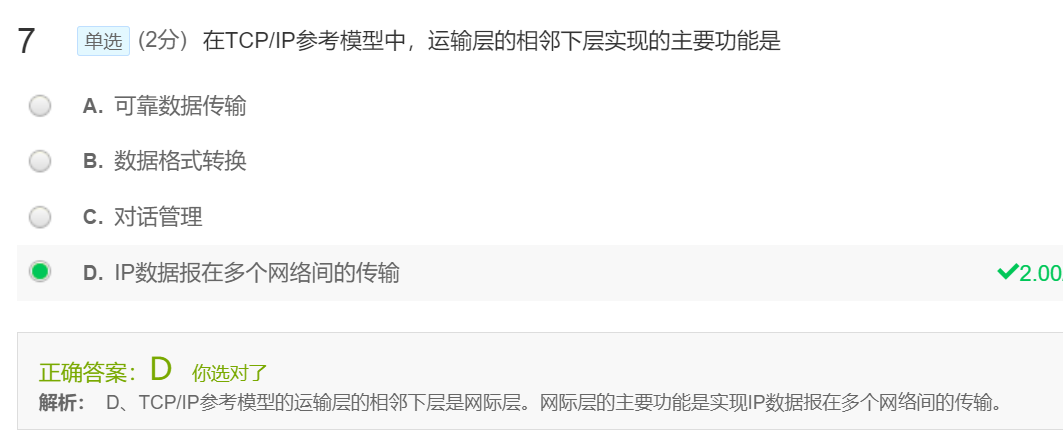 7 单选 (2分) 在TCP/IP参考模型中，运输层的相邻下层实现的主要功能是
A. 可靠数据传输
B. 数据格式转换
C. 对话管理
D. IP数据报在多个网络间的传输 2.00
正确答案：D 你选对了
解析： D、TCP/IP参考模型的运输层的相邻下层是网际层。网际层的主要功能是实现IP数据报在多个网络间的传输。